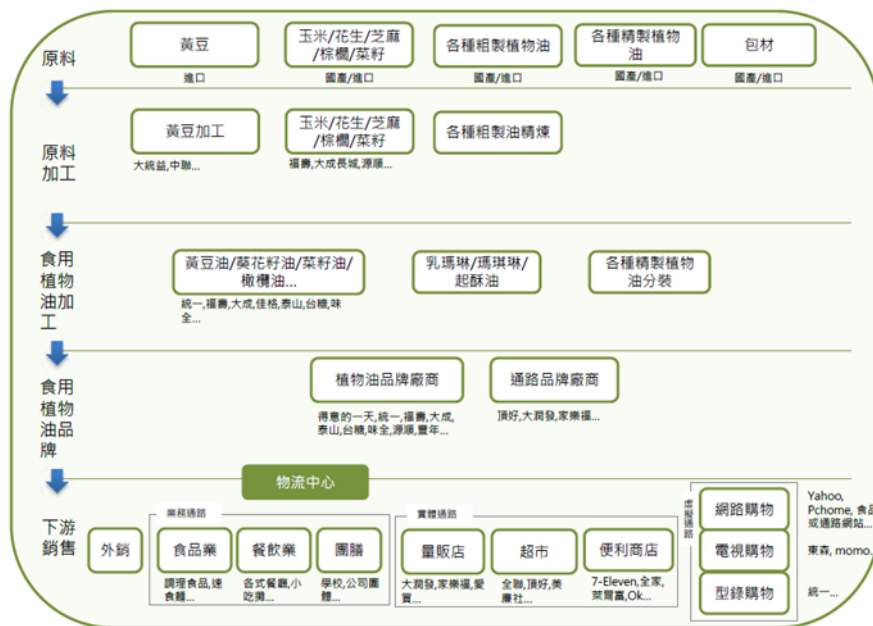 原料
黃豆
進口
玉米/花生/芝麻
/棕櫚/菜籽
國產/進口
各種粗製植物油
國產/進口
各種精製植物
油
國產/進口
包材
國產/進口
原料
加工
黃豆加工
大統益,中聯...
玉米/花生/芝麻
/棕櫚/菜籽
福壽,大成長城,源順...
各種粗製油精煉
食用
植物
油加
工
黃豆油/葵花籽油/菜籽油/
橄欖油...
統一,福壽,大成,佳格,泰山,台糖,味
全...
乳瑪琳/瑪琪琳/
起酥油
各種精製植物
油分裝
食用
植物
油品
牌
植物油品牌廠商
得意的一天,統一,福壽,大成,
泰山,台糖,味全,源順,豐年...
通路品牌廠商
頂好,大潤發,家樂福...
物流中心
下游
銷售
外銷
業務通路
食品業
調理食品,速
食麵...
餐飲業
各式餐廳,小
吃攤...
團膳
學校,公司團
體...
實體通路
量販店
大潤發,家樂福,愛
買...
超市
全聯,頂好,美
廉社...
便利商店
7-Eleven,全家,
萊爾富,Ok...
虛擬通路
網路購物
Yahoo,
Pchome, 食品
或通路網站...
電視購物
東森, momo.
型錄購物
統一...